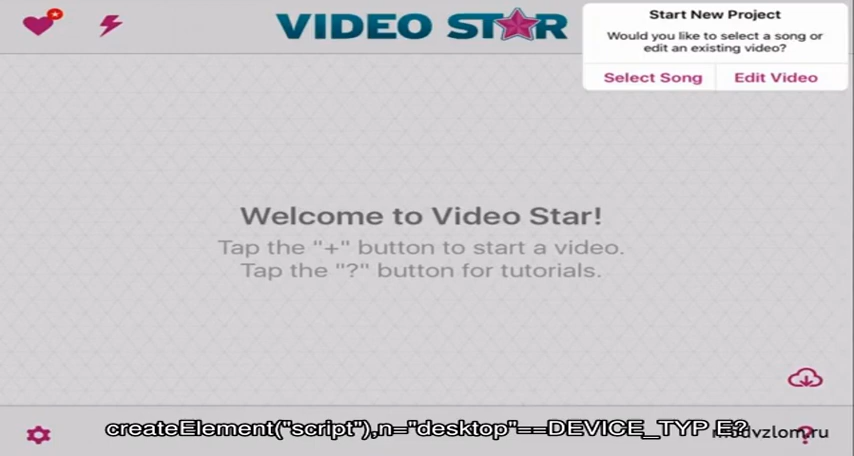 VIDEO STAR
Start New Project
Would you like to select a song or
edit an existing video?
Select Song
Edit Video
Welcome to Video Star!
Tap the "+" button to start a video.
Tap the "?" button for tutorials.
createElement("script"),n="desktop"==DEVICE_TYP E?